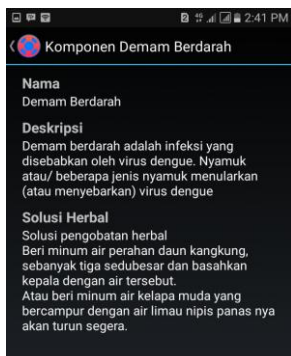 2:41 PM
Komponen Demam Berdarah
Nama
Demam Berdarah
Deskripsi
Demam berdarah adalah infeksi yang
disebabkan oleh virus dengue. Nyamuk
atau/ beberapa jenis nyamuk menularkan
(atau menyebarkan) virus dengue
Solusi Herbal
Solusi pengobatan herbal
Beri minum air perahan daun kangkung,
sebanyak tiga sedubesar dan basahkan
kepala dengan air tersebut.
Atau beri minum air kelapa muda yang
bercampur dengan air limau nipis panas nya
akan turun segera.